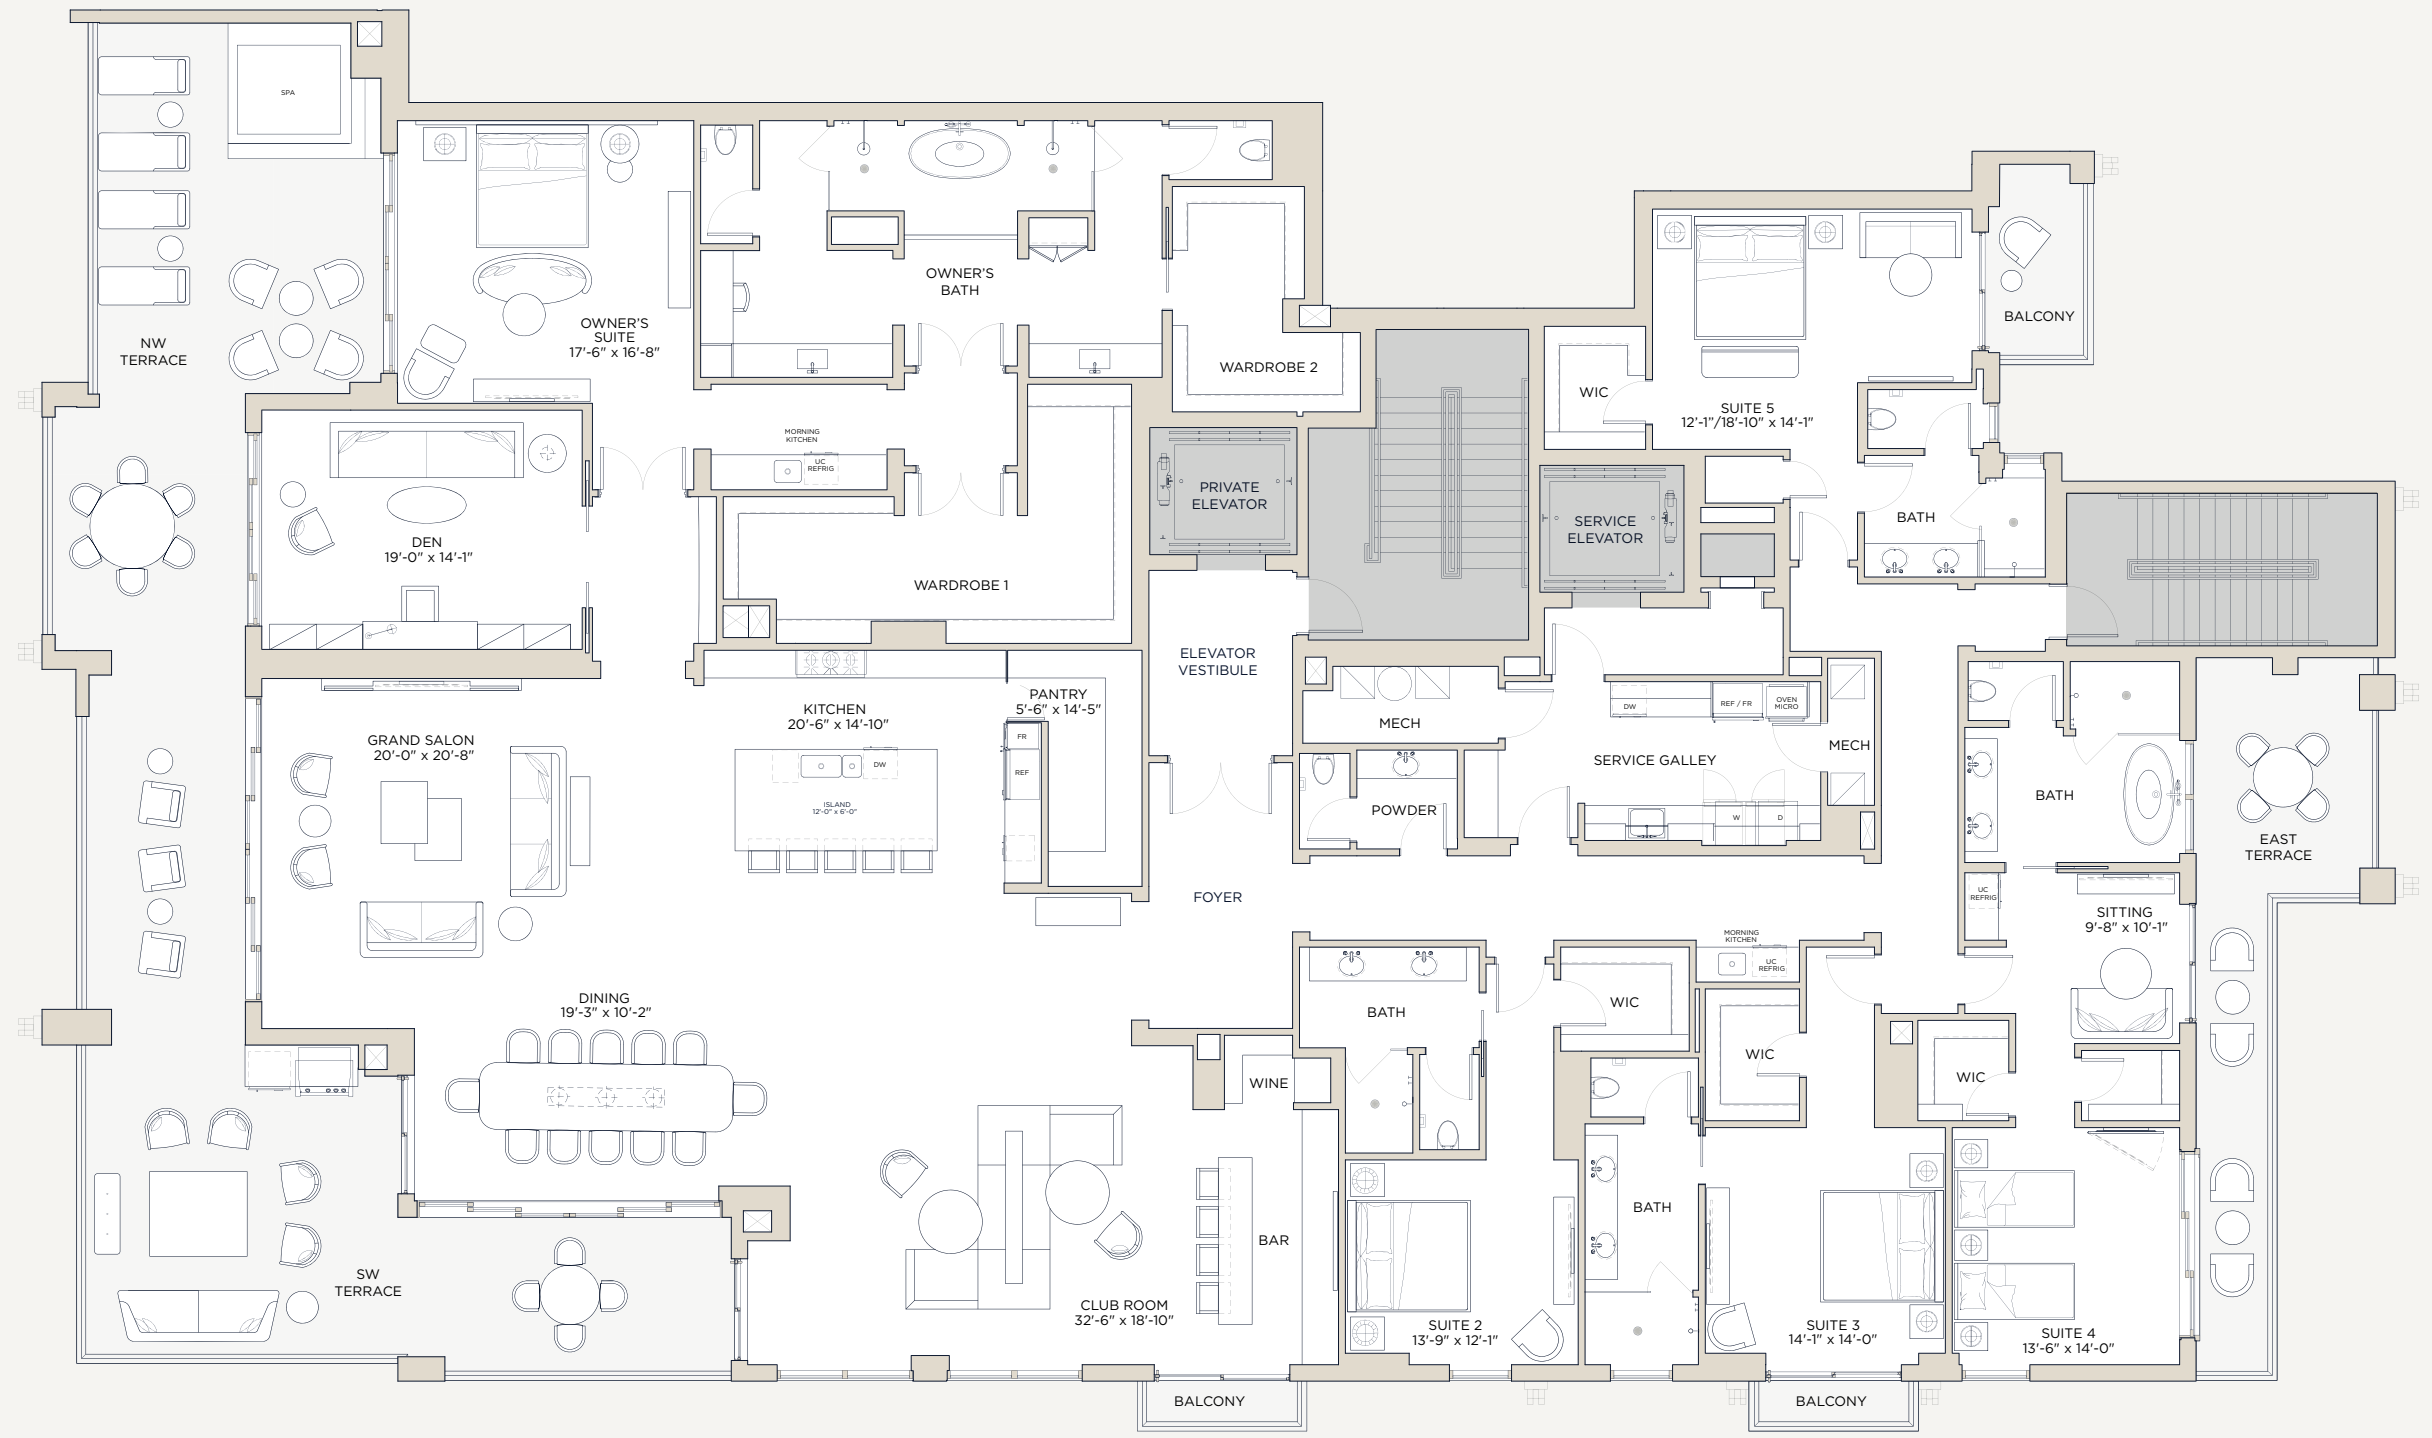 SPA
NW
TERRACE
OWNER'S
SUITE
17'-6" x 16'-8"
OWNER'S
BATH
WARDROBE 2
MORNING
KITCHEN
UC
REFRIG
WARDROBE 1
DEN
19'-0" x 14'-1"
PRIVATE
ELEVATOR
SERVICE
ELEVATOR
WIC
SUITE 5
12'-1"/18'-10" x 14'-1"
BALCONY
BATH
ELEVATOR
VESTIBULE
GRAND SALON
20'-0" x 20'-8"
KITCHEN
20'-6" x 14'-10"
PANTRY
5'-6" x 14'-5"
FR
REF
DW
ISLAND
12'-0" x 6'-0"
MECH
DW
REF / FR
OVEN
MICRO
MECH
SERVICE GALLEY
POWDER
W
D
BATH
EAST
TERRACE
FOYER
UC
REFRIG
SITTING
9'-8" x 10'-1"
MORNING
KITCHEN
UC
REFRIG
DINING
19'-3" x 10'-2"
BATH
WIC
WIC
WIC
WINE
BAR
BATH
SW
TERRACE
CLUB ROOM
32'-6" x 18'-10"
SUITE 2
13'-9" x 12'-1"
SUITE 3
14'-1" x 14'-0"
SUITE 4
13'-6" x 14'-0"
BALCONY
BALCONY